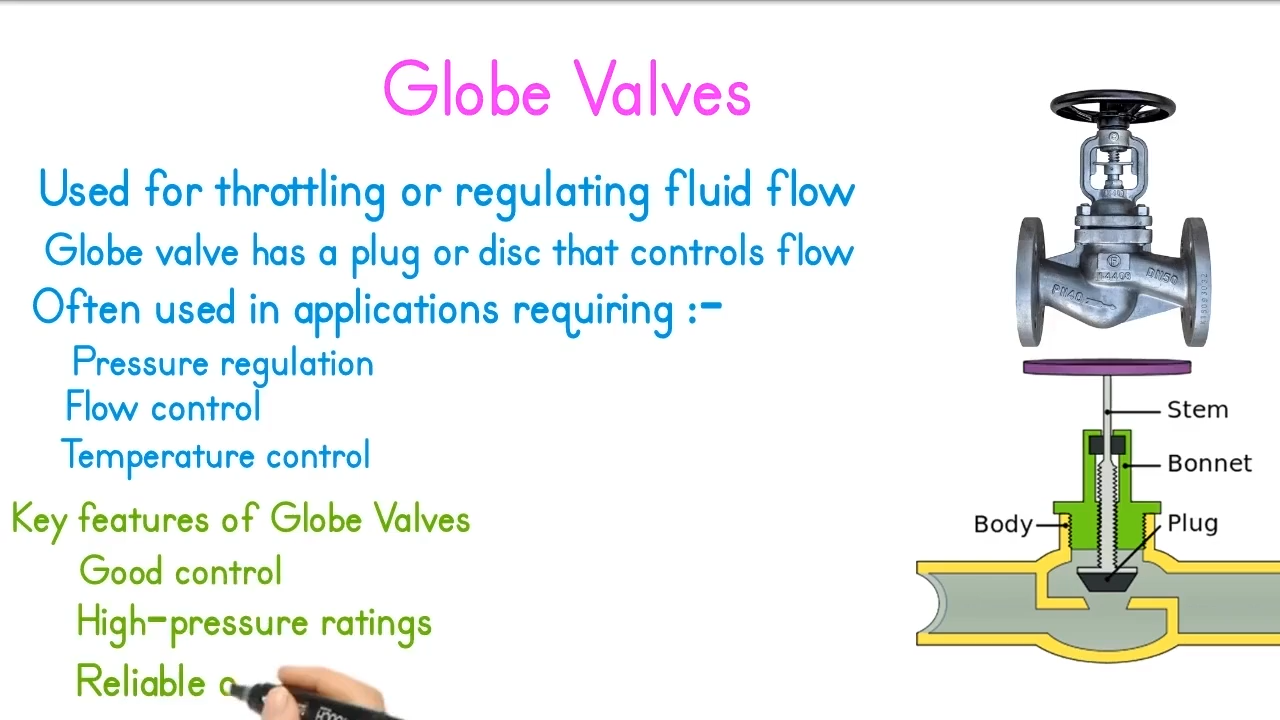 Globe Valves
Used for throttling or regulating fluid flow
Globe valve has a plug or disc that controls flow
Often used in applications requiring :-
Pressure regulation
Flow control
Temperature control
Key features of Globe Valves
Good control
High-pressure ratings
Reliable
PN40
DN50
Stem
Bonnet
Body
Plug